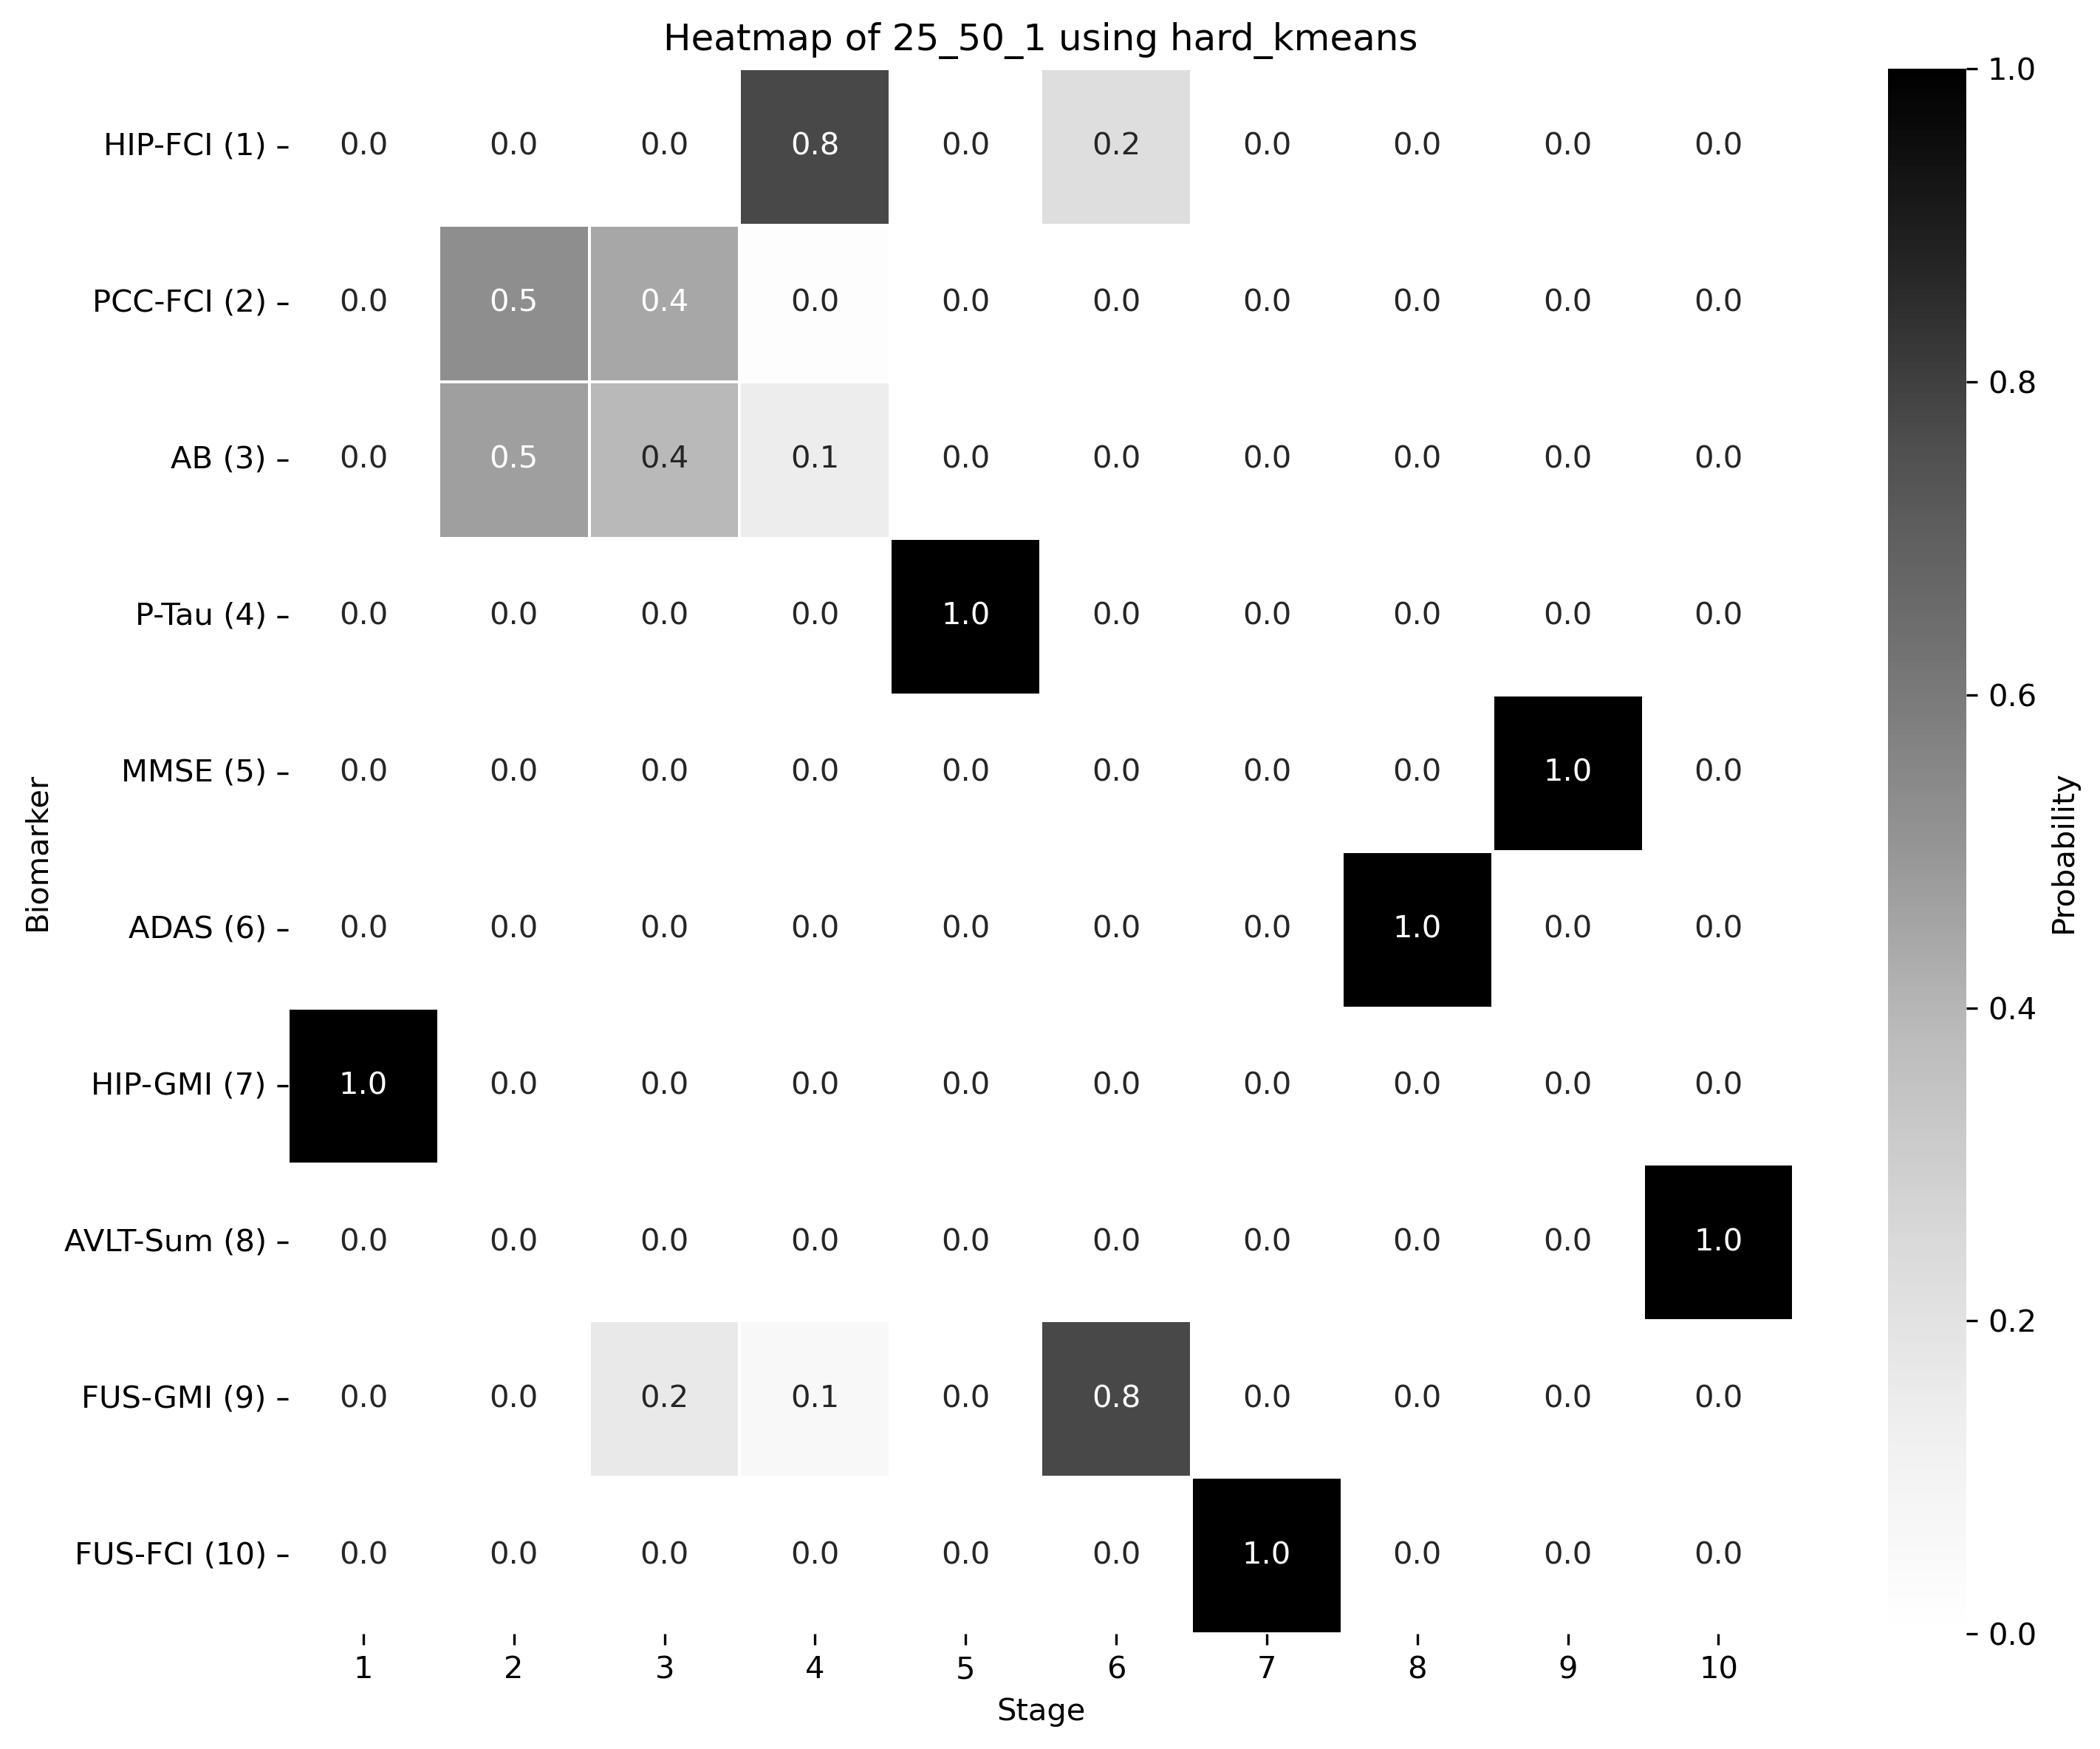 Heatmap of 25_50_1 using hard_kmeans
HIP-FCI (1) 0.0 0.0 0.0 0.8 0.0 0.2 0.0 0.0 0.0 0.0
PCC-FCI (2) 0.0 0.5 0.4 0.0 0.0 0.0 0.0 0.0 0.0 0.0
AB (3) 0.0 0.5 0.4 0.1 0.0 0.0 0.0 0.0 0.0 0.0
P-Tau (4) 0.0 0.0 0.0 0.0 1.0 0.0 0.0 0.0 0.0 0.0
MMSE (5) 0.0 0.0 0.0 0.0 0.0 0.0 0.0 0.0 1.0 0.0
ADAS (6) 0.0 0.0 0.0 0.0 0.0 0.0 0.0 1.0 0.0 0.0
HIP-GMI (7) 1.0 0.0 0.0 0.0 0.0 0.0 0.0 0.0 0.0 0.0
AVLT-Sum (8) 0.0 0.0 0.0 0.0 0.0 0.0 0.0 0.0 0.0 1.0
FUS-GMI (9) 0.0 0.0 0.2 0.1 0.0 0.8 0.0 0.0 0.0 0.0
FUS-FCI (10) 0.0 0.0 0.0 0.0 0.0 0.0 1.0 0.0 0.0 0.0
1 2 3 4 5 6 7 8 9 10
Stage
Biomarker
1.0
0.8
0.6
0.4
0.2
0.0
Probability